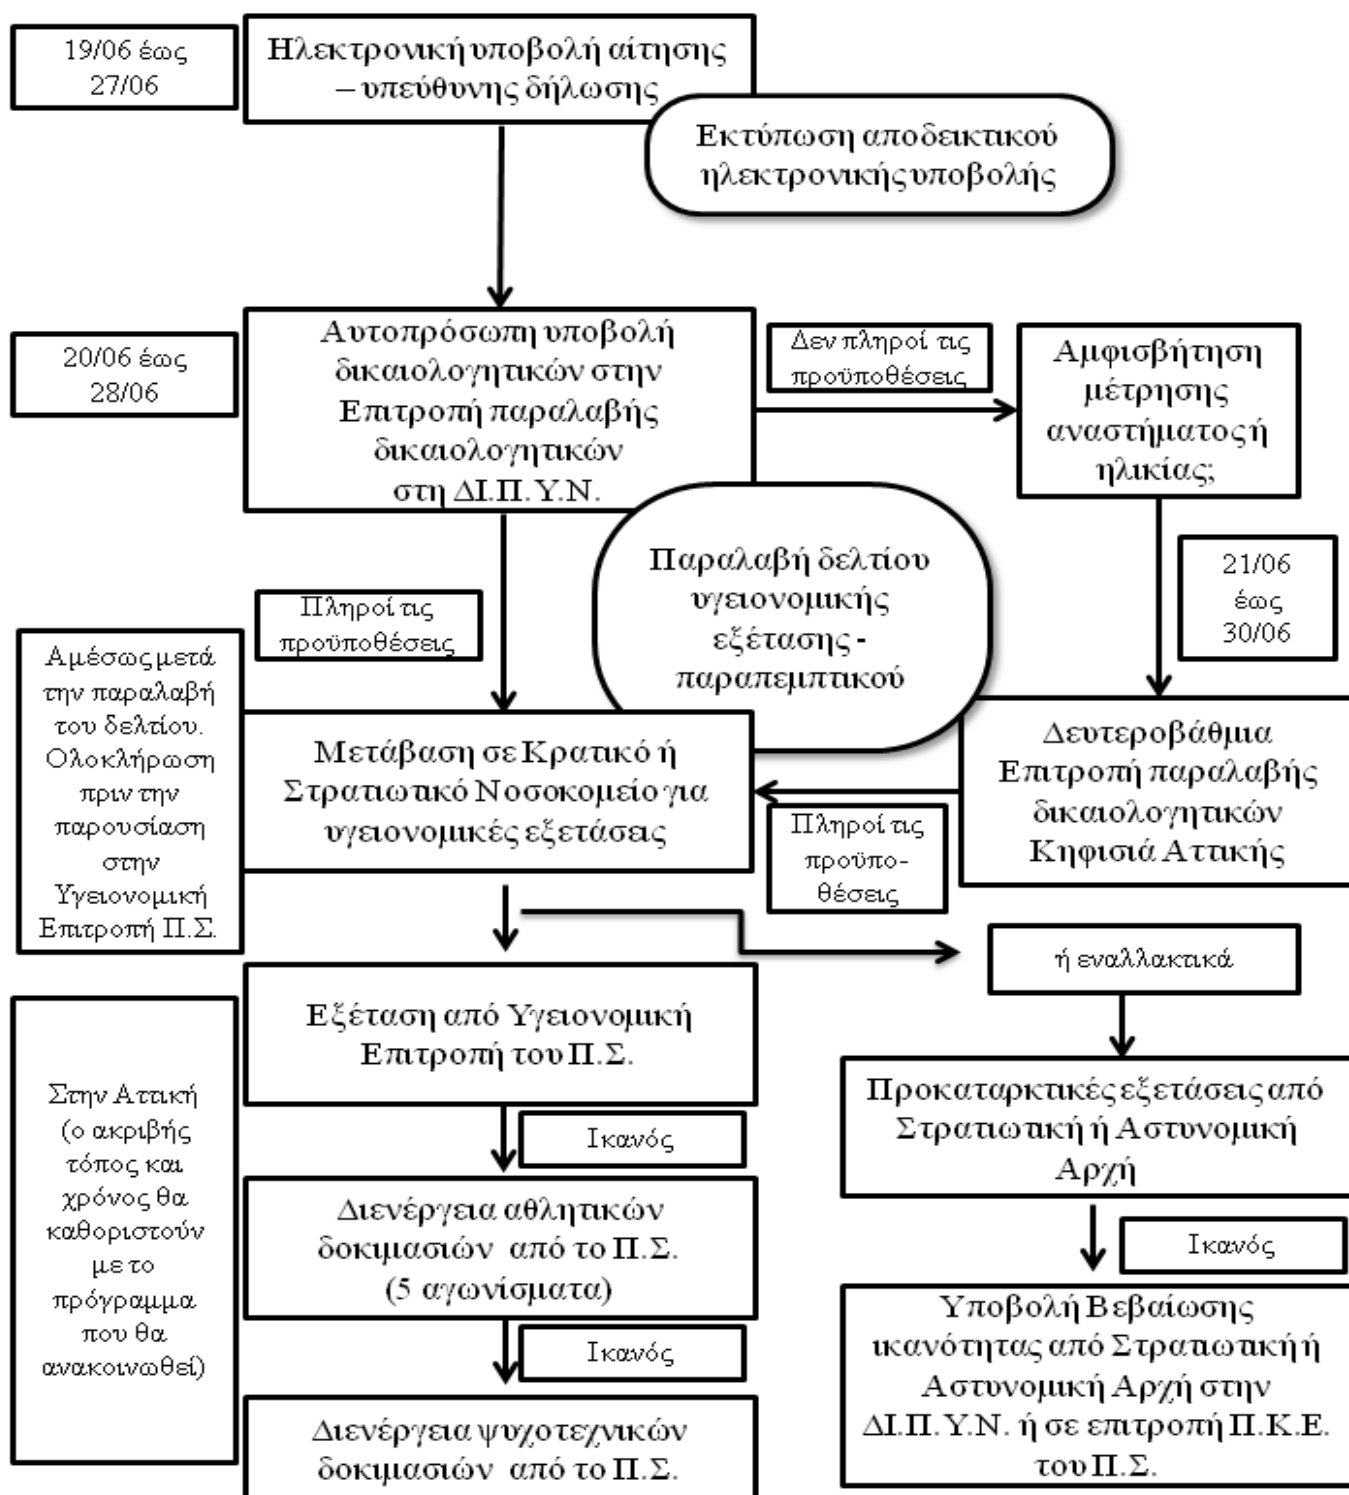 19/06 έως
27/06
Ηλεκτρονική υποβολή αίτησης
– υπεύθυνης δήλωσης
Εκτύπωση αποδεικτικού
ηλεκτρονικής υποβολής
20/06 έως
28/06
Αυτοπρόσωπη υποβολή
δικαιολογητικών στην
Επιτροπή παραλαβής
δικαιολογητικών
στη ΔΙ.Π.Υ.Ν.
Δεν πληροί τις
προϋποθέσεις
Αμφισβήτηση
μέτρησης
αναστήματος ή
ηλικίας;
Πληροί τις
προϋποθέσεις
Παραλαβή δελτίου
υγειονομικής
εξέτασης -
παραπεμπτικού
21/06
έως
30/06
Αμέσως μετά
την παραλαβή
του δελτίου.
Ολοκλήρωση
πριν την
παρουσίαση
στην
Υγειονομική
Επιτροπή Π.Σ.
Μετάβαση σε Κρατικό ή
Στρατιωτικό Νοσοκομείο για
υγειονομικές εξετάσεις
Πληροί τις
προϋπο-
θέσεις
Δευτεροβάθμια
Επιτροπή παραλαβής
δικαιολογητικών
Κηφισιά Αττικής
ή εναλλακτικά
Στην Αττική
(ο ακριβής
τόπος και
χρόνος θα
καθοριστούν
με το
πρόγραμμα
που θα
ανακοινωθεί)
Εξέταση από Υγειονομική
Επιτροπή του Π.Σ.
Ικανός
Διενέργεια αθλητικών
δοκιμασιών από το Π.Σ.
(5 αγωνίσματα)
Ικανός
Διενέργεια ψυχοτεχνικών
δοκιμασιών από το Π.Σ.
Προκαταρκτικές εξετάσεις από
Στρατιωτική ή Αστυνομική
Αρχή
Ικανός
Υποβολή Βεβαίωσης
ικανότητας από Στρατιωτική ή
Αστυνομική Αρχή στην
ΔΙ.Π.Υ.Ν. ή σε επιτροπή Π.Κ.Ε.
του Π.Σ.